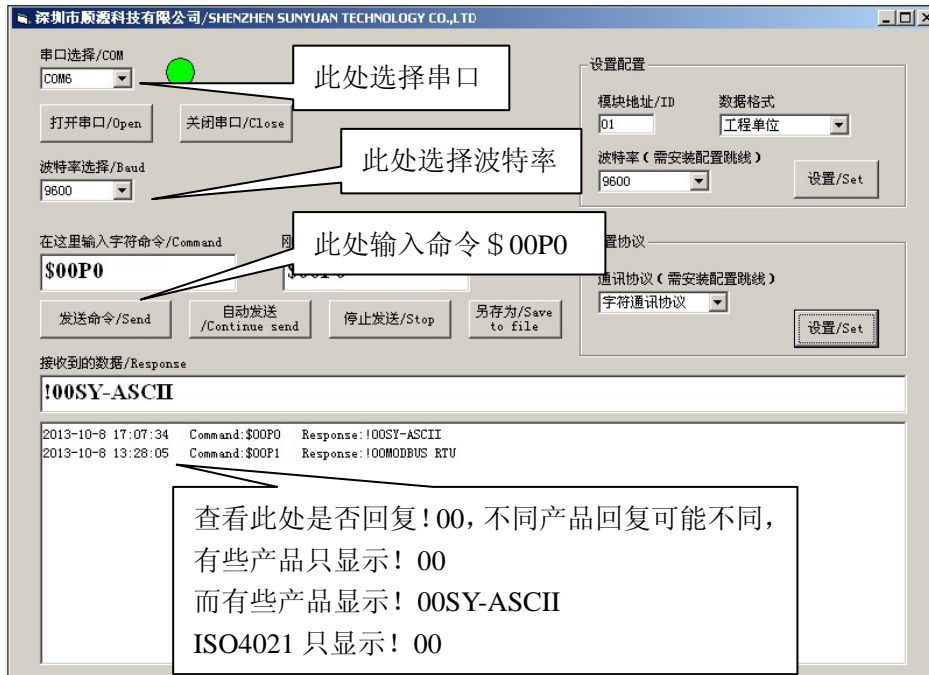 深圳市顺源科技有限公司/SHENZHEN SUNYUAN TECHNOLOGY CO.,LTD
串口选择/COM
COM6
此处选择串口
打开串口/Open
关闭串口/Close
波特率选择/Baud
9600
此处选择波特率
设置配置
模块地址/ID
数据格式
01
工程单位
波特率(需安装配置跳线)
9600
设置/Set
在这里输入字符命令/Command
$00P0
此处输入命令＄00P0
置协议
通讯协议(需安装配置跳线)
字符通讯协议
设置/Set
发送命令/Send
自动发送
/Continue send
停止发送/Stop
另存为/Save
to file
接收到的数据/Response
!00SY-ASCII
2013-10-8 17:07:34 Command:$00P0 Response:!00SY-ASCII
2013-10-8 13:28:05 Command:$00P1 Response:!00MODBUS RTU
查看此处是否回复！00，不同产品回复可能不同，
有些产品只显示！00
而有些产品显示！00SY-ASCII
ISO4021 只显示！00